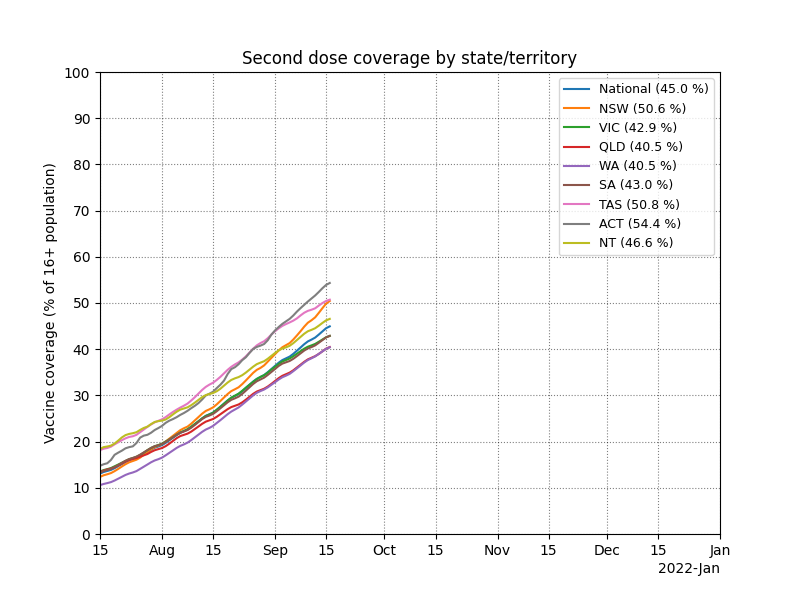 Second dose coverage by state/territory
Vaccine coverage (% of 16+ population)
100
90
80
70
60
50
40
30
20
10
0
National (45.0 %)
NSW (50.6 %)
VIC (42.9 %)
QLD (40.5 %)
WA (40.5 %)
SA (43.0 %)
TAS (50.8 %)
ACT (54.4 %)
NT (46.6 %)
15 Aug 15 Sep 15 Oct 15 Nov 15 Dec 15 Jan
2022-Jan